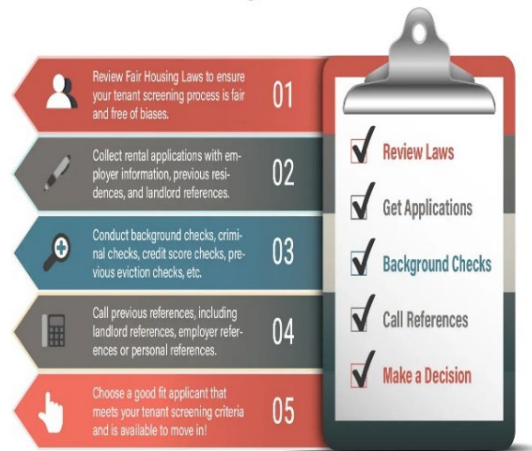 Review Fair Housing Laws to ensure
your tenant screening process is fair
and free of biases.
01
Collect rental applications with em-
ployer information, previous resi-
dences, and landlord references.
02
Conduct background checks, crimi-
nal checks, credit score checks, pre-
vious eviction checks, etc.
03
Call previous references, including
landlord references, employer refer-
ences or personal references.
04
Choose a good fit applicant that
meets your tenant screening criteria
and is available to move in!
05
Review Laws
Get Applications
Background Checks
Call References
Make a Decision